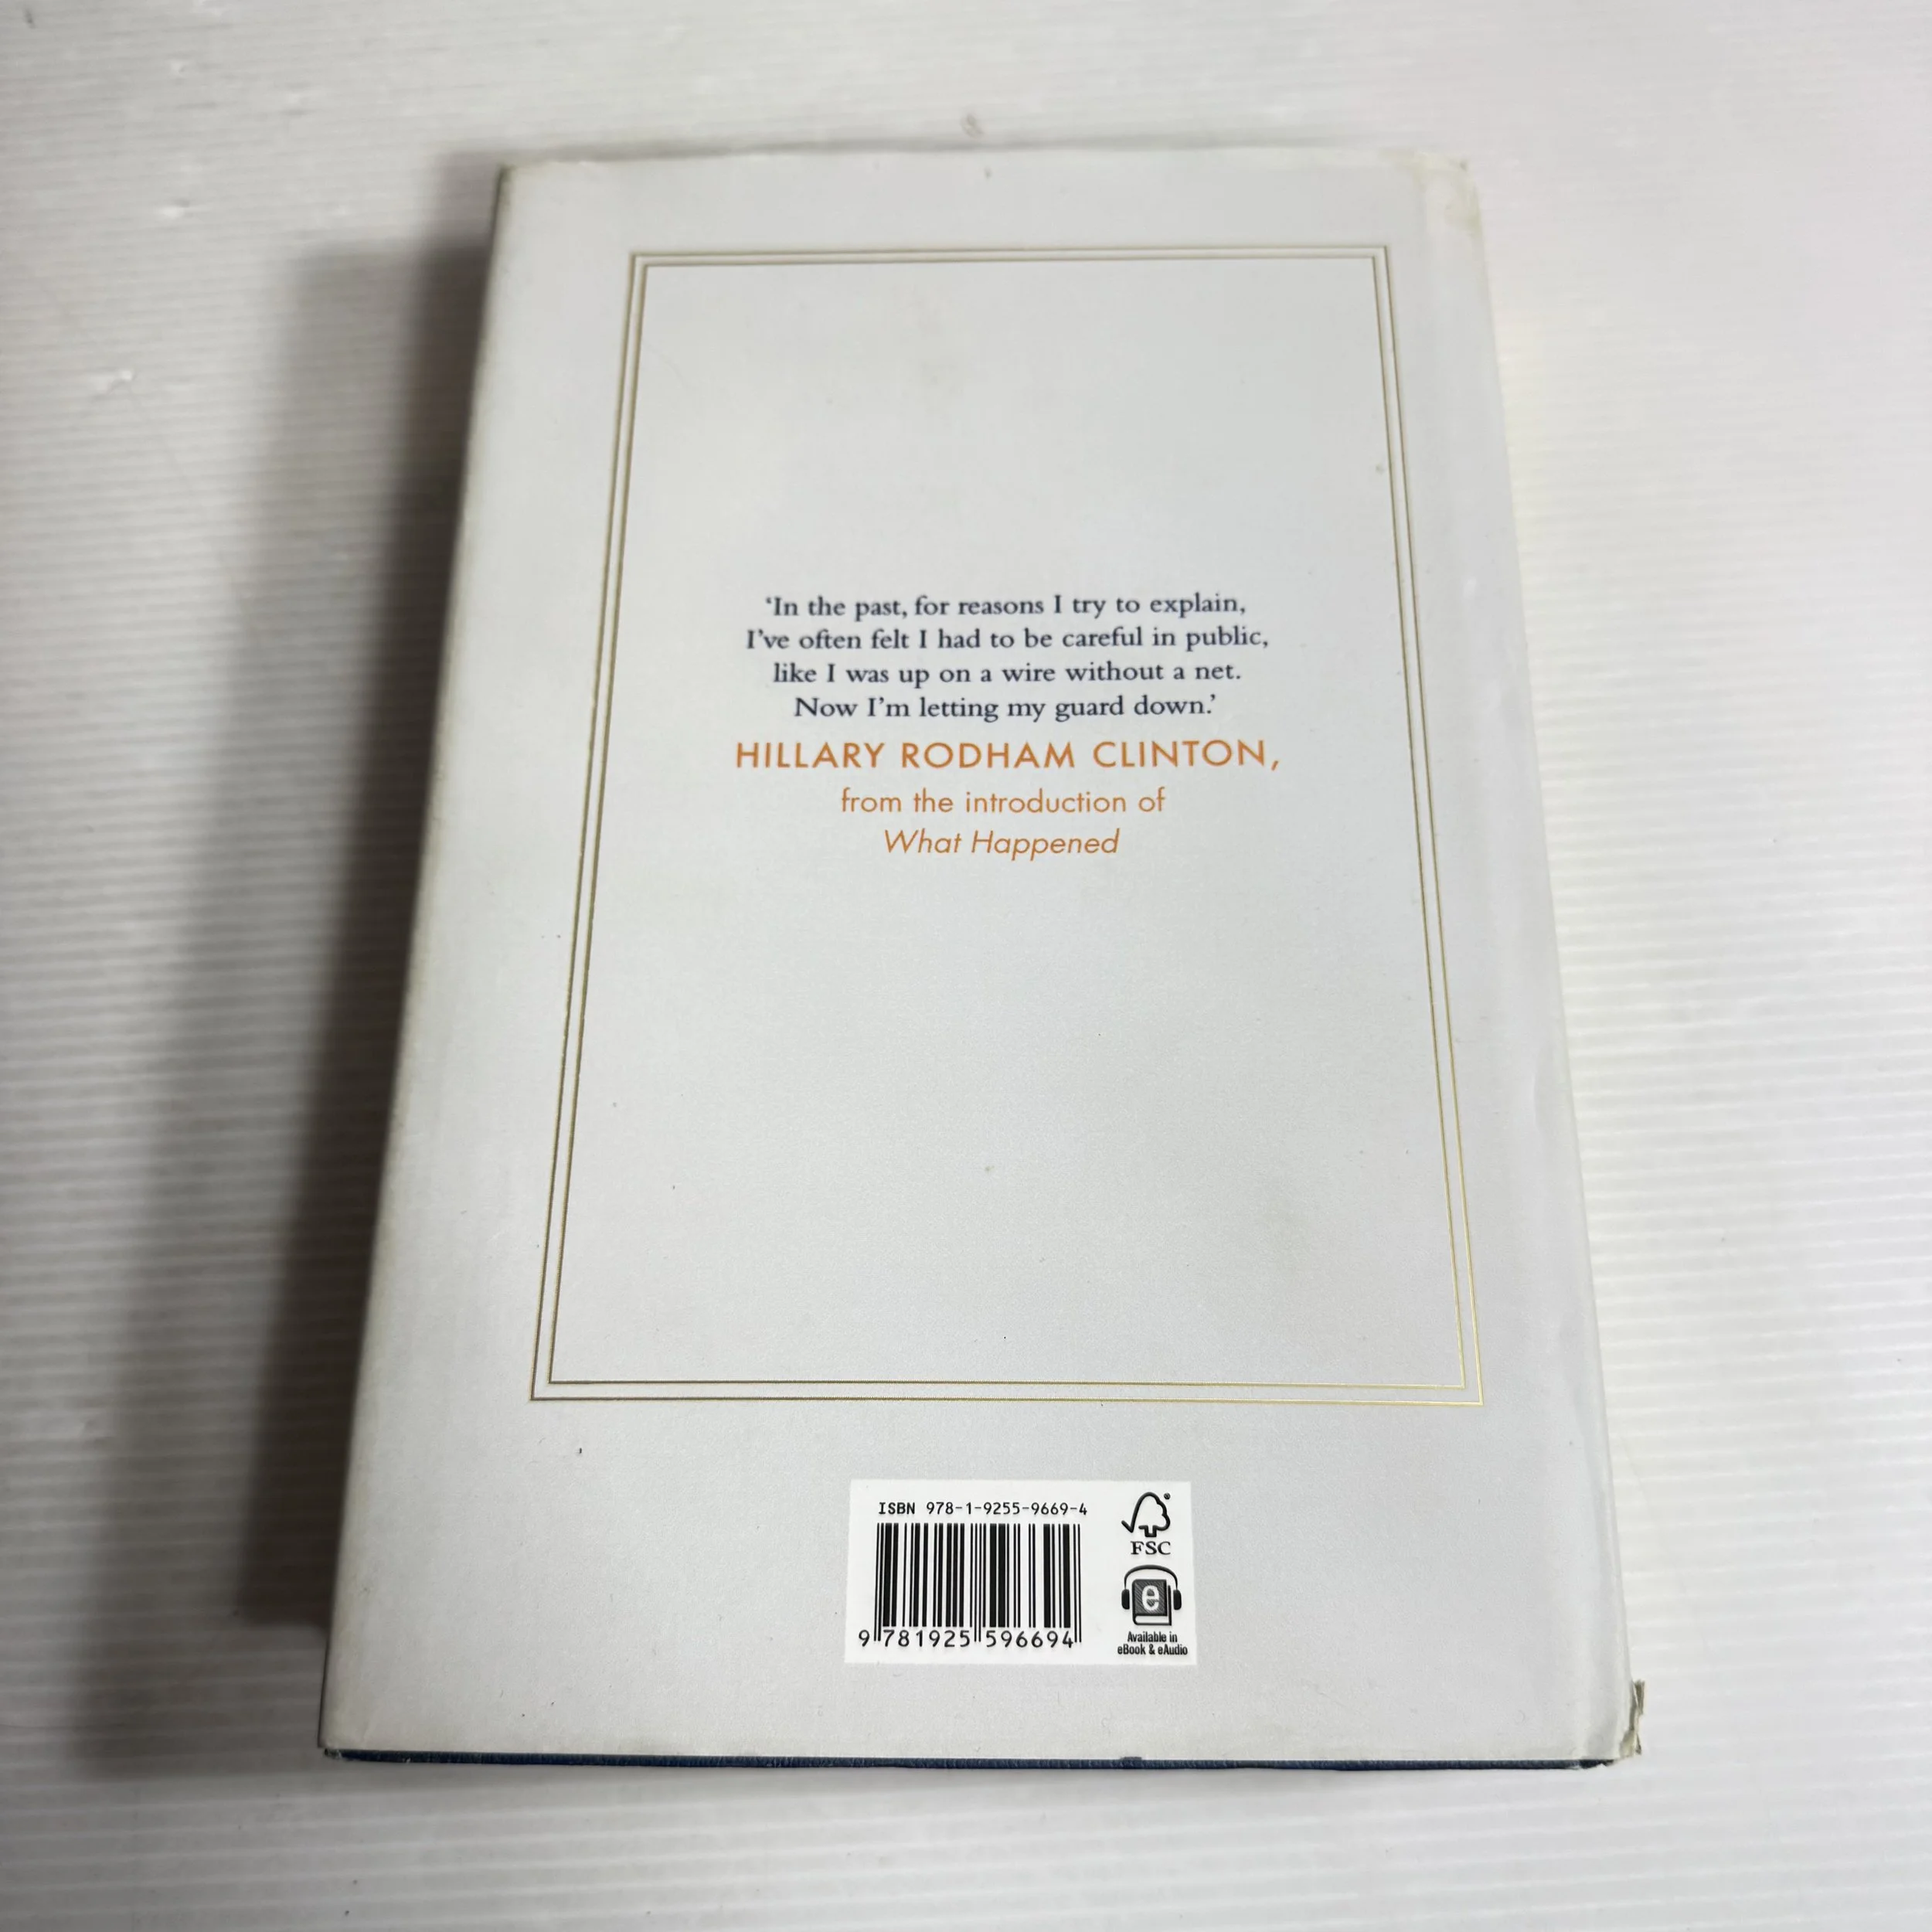 ‘In the past, for reasons I try to explain,
I’ve often felt I had to be careful in public,
like I was up on a wire without a net.
Now I’m letting my guard down.’
HILLARY RODHAM CLINTON,
from the introduction of
What Happened
ISBN 978-1-9255-9669-4
9 781925 596694
®
FSC
e
Available in
eBook & eAudio